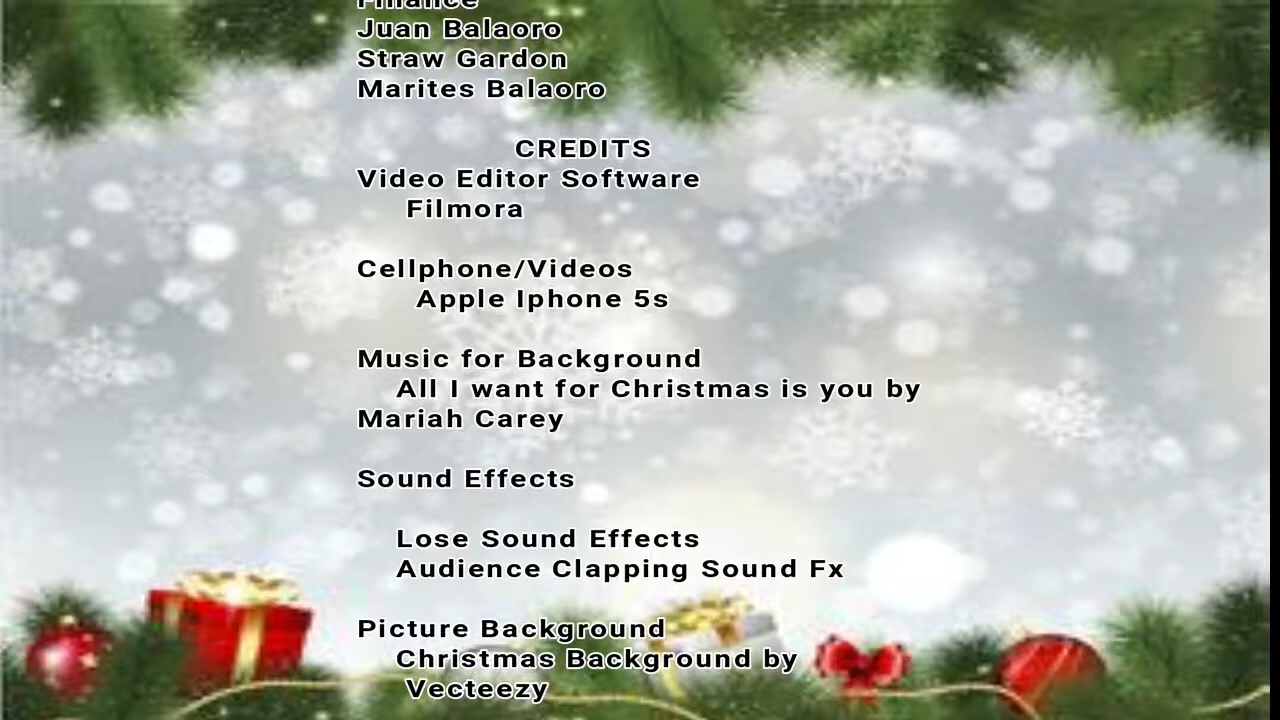 Finance
Juan Balaoro
Straw Gardon
Marites Balaoro
CREDITS
Video Editor Software
Filmora
Cellphone/Videos
Apple Iphone 5s
Music for Background
All I want for Christmas is you by
Mariah Carey
Sound Effects
Lose Sound Effects
Audience Clapping Sound Fx
Picture Background
Christmas Background by
Vecteezy